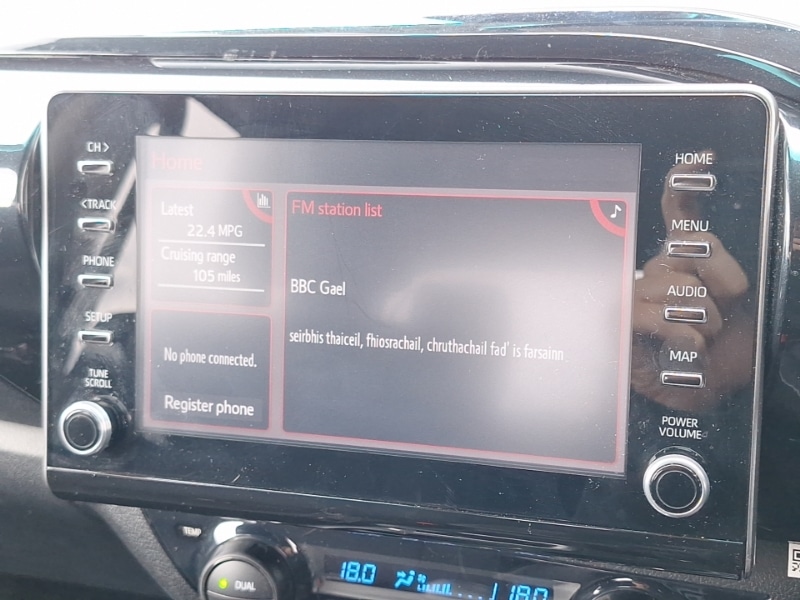 CH >
< TRACK
PHONE
SETUP
TUNE
SCROLL
Home
Latest
22.4 MPG
Cruising range
105 miles
No phone connected.
Register phone
FM station list
BBC Gael
seirbhis thaiceil, fhiosrachail, chruthachail fad' is farsainn
HOME
MENU
AUDIO
MAP
POWER
VOLUME
TEMP
DUAL
18.0
18.0